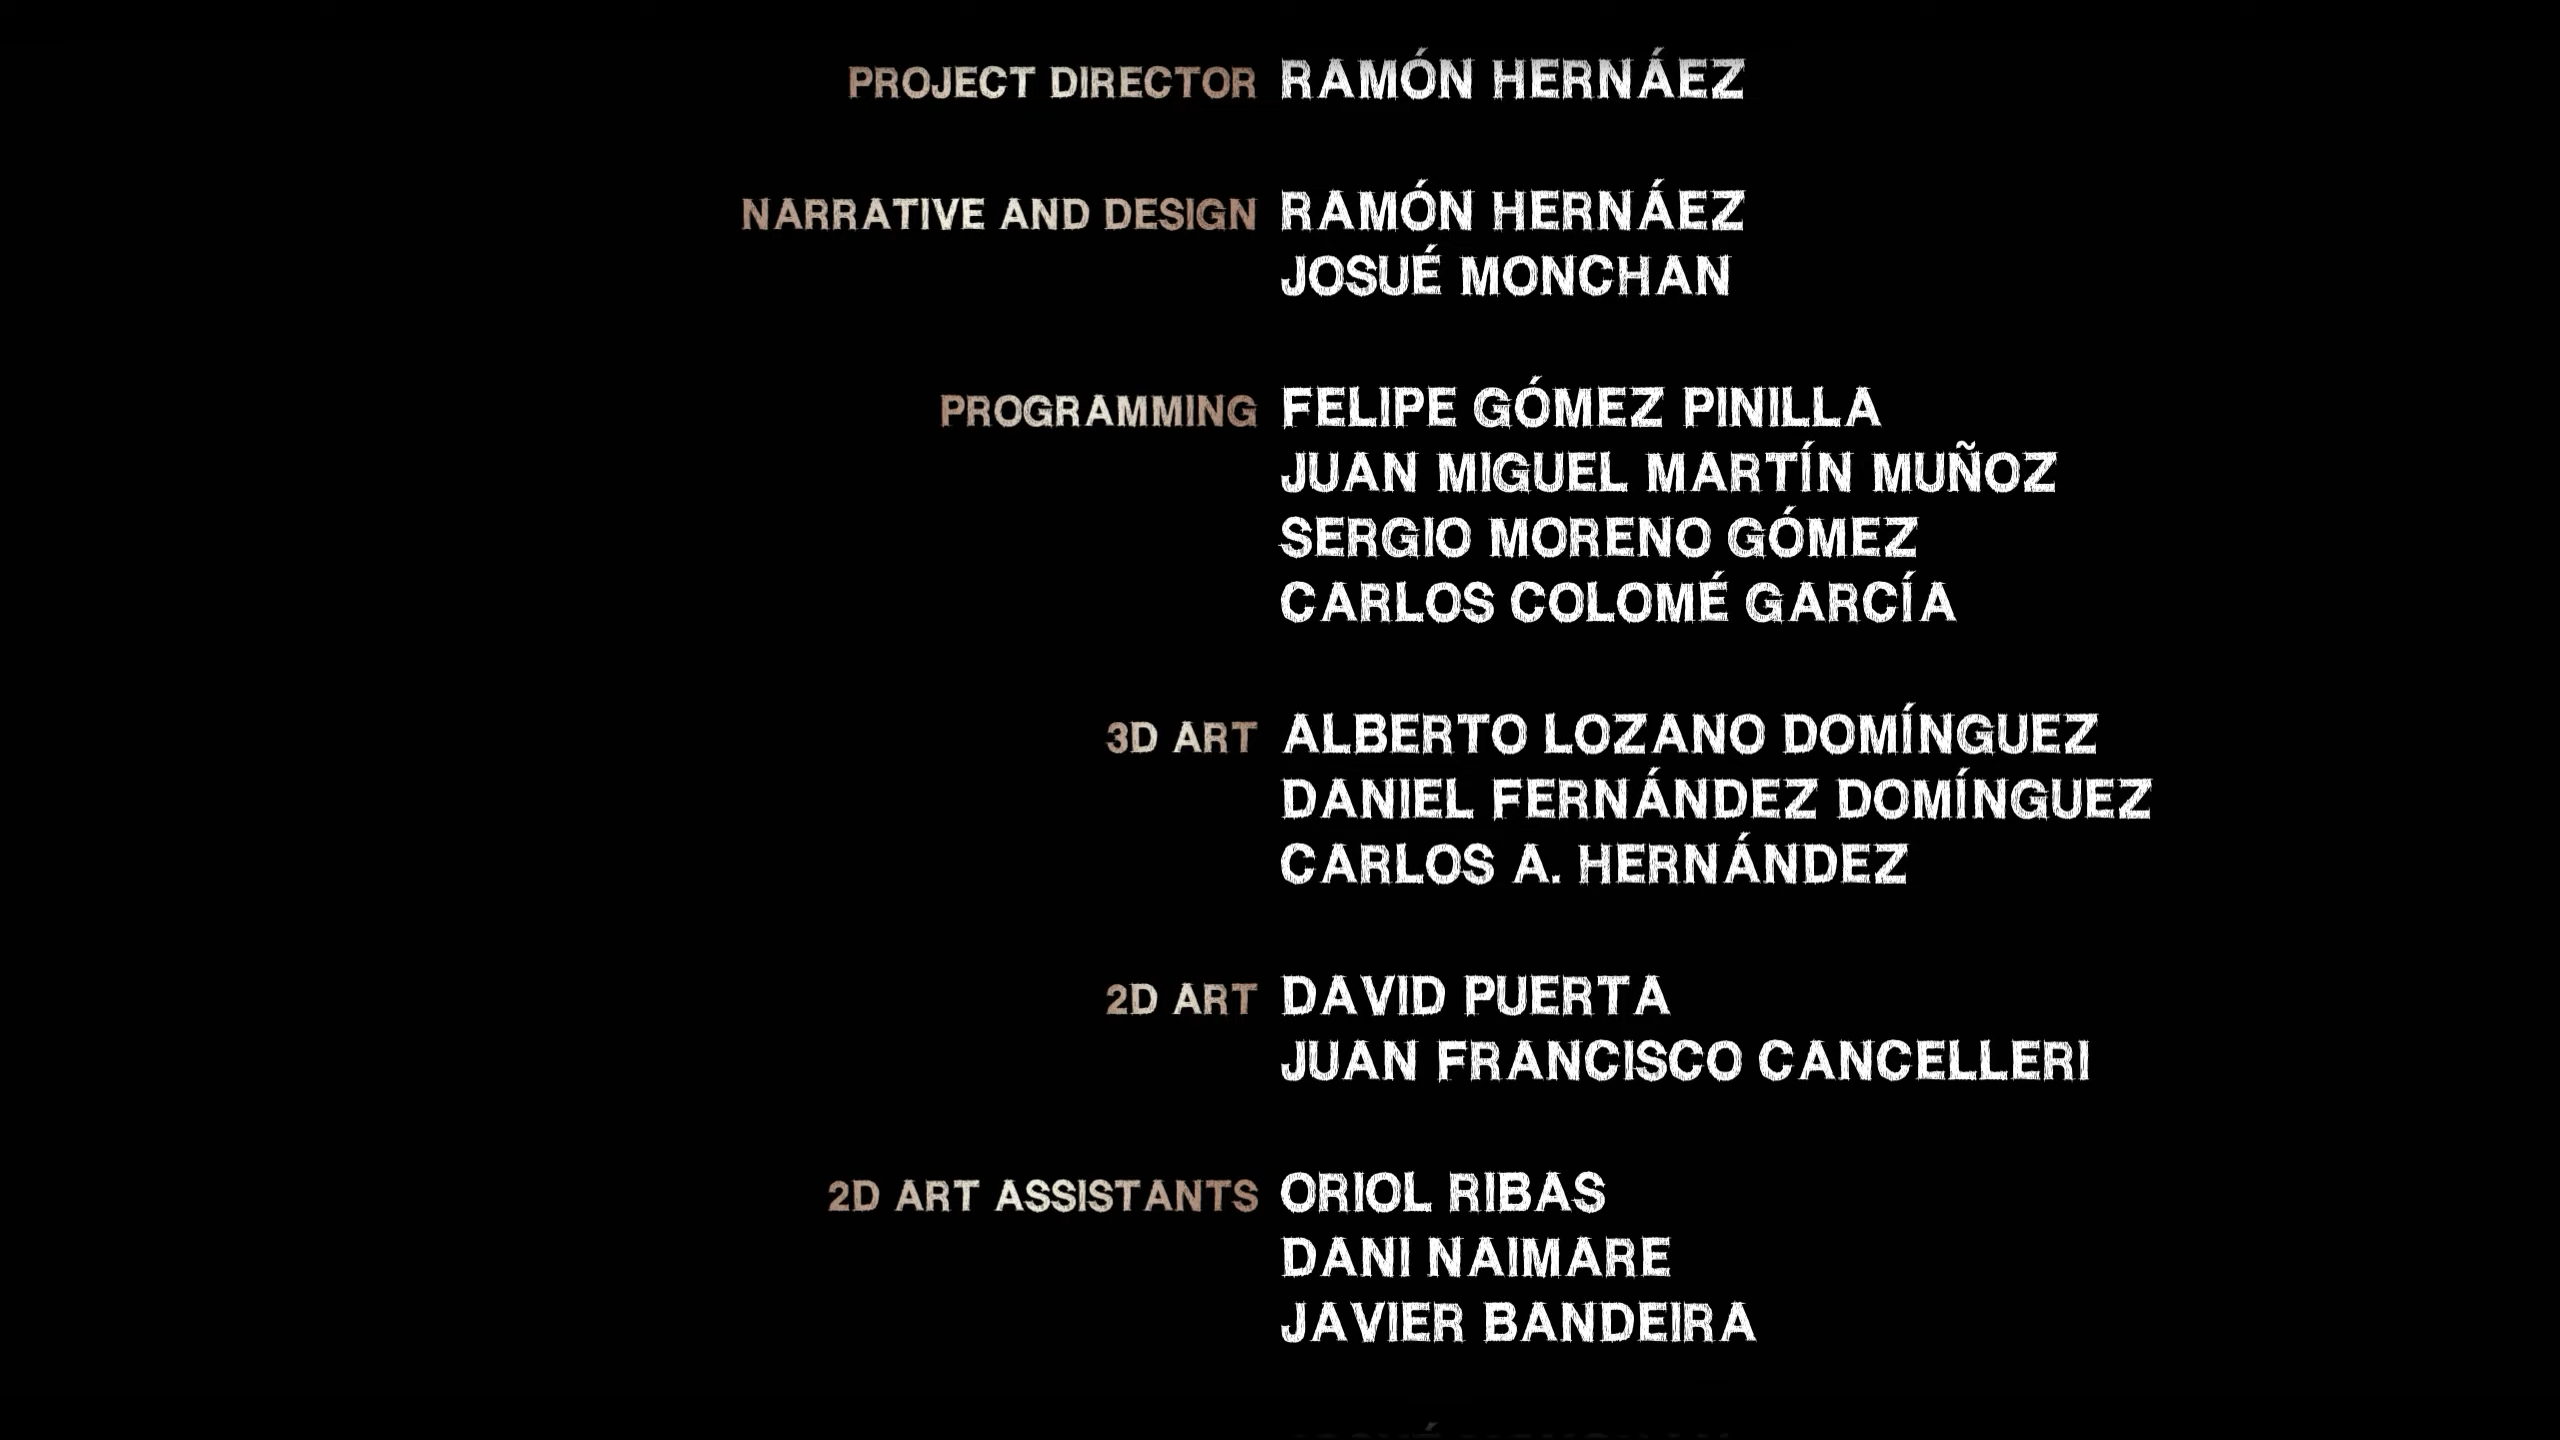 PROJECT DIRECTOR RAMÓN HERNÁEZ
NARRATIVE AND DESIGN RAMÓN HERNÁEZ
JOSUÉ MONCHAN
PROGRAMMING FELIPE GÓMEZ PINILLA
JUAN MIGUEL MARTÍN MUÑOZ
SERGIO MORENO GÓMEZ
CARLOS COLOMÉ GARCÍA
3D ART ALBERTO LOZANO DOMÍNGUEZ
DANIEL FERNÁNDEZ DOMÍNGUEZ
CARLOS A. HERNÁNDEZ
2D ART DAVID PUERTA
JUAN FRANCISCO CANCELLERI
2D ART ASSISTANTS ORIOL RIBAS
DANI NAIMARE
JAVIER BANDEIRA